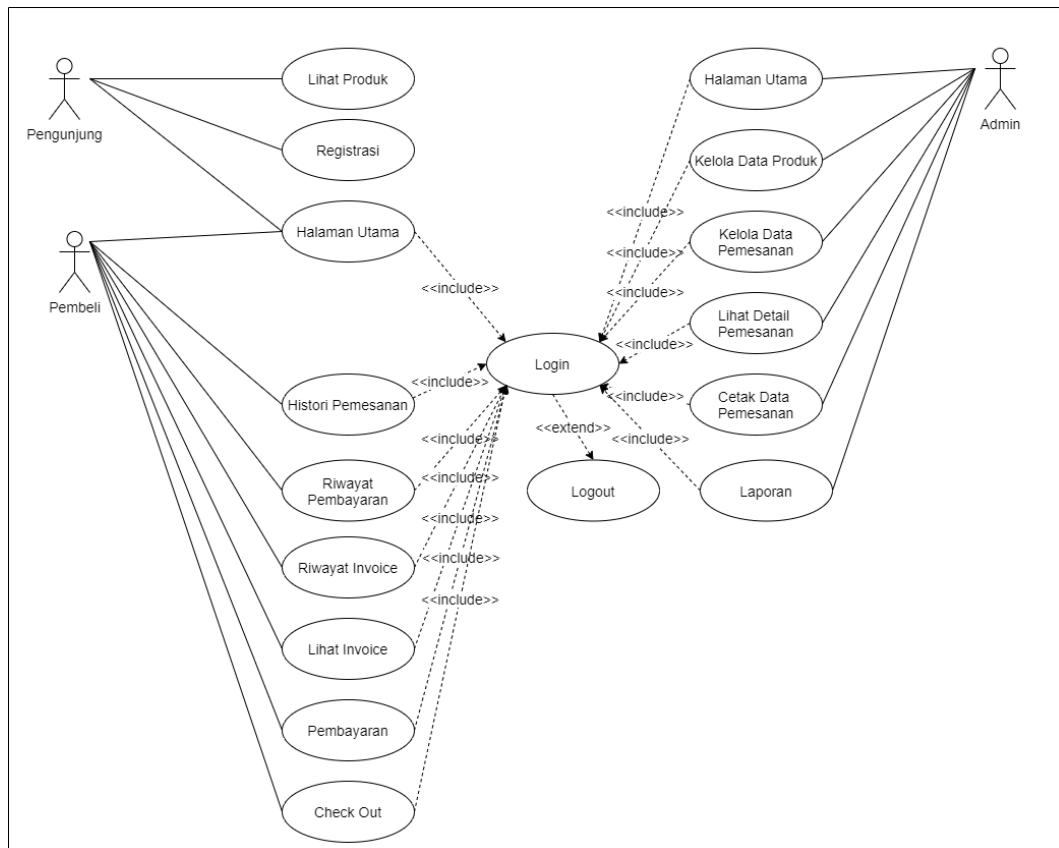 Pengunjung
Lihat Produk
Registrasi
Halaman Utama
Pembeli
<<include>>
Histori Pemesanan
<<include>>
Riwayat
Pembayaran
<<include>>
<<include>>
Riwayat Invoice
<<include>>
Lihat Invoice
<<include>>
Pembayaran
<<include>>
Check Out
Login
<<extend>>
Logout
Halaman Utama
Admin
Kelola Data Produk
<<include>>
Kelola Data
Pemesanan
<<include>>
<<include>>
Lihat Detail
Pemesanan
<<include>>
Cetak Data
Pemesanan
<<include>>
<<include>>
Laporan